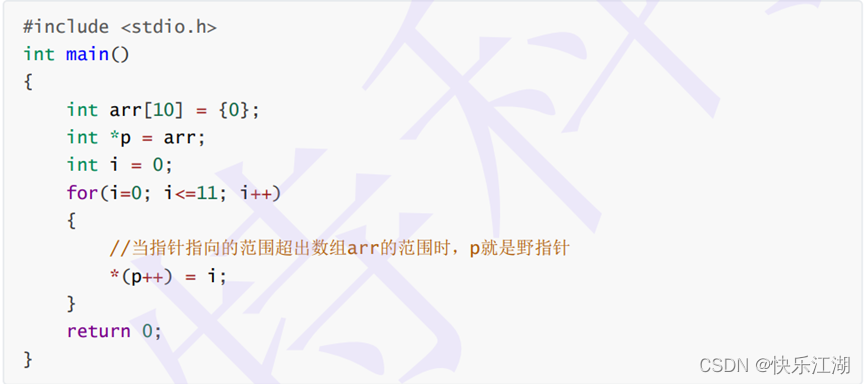 #include <stdio.h>
int main()
{
    int arr[10] = {0};
    int *p = arr;
    int i = 0;
    for(i=0; i<=11; i++)
    {
        //当指针指向的范围超出数组arr的范围时，p就是野指针
        *(p++) = i;
    }
    return 0;
}
CSDN @快乐江湖
特科